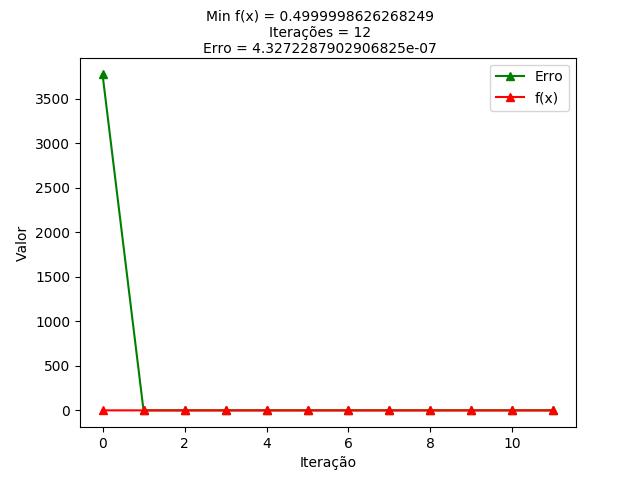 Min f(x) = 0.4999998626268249
Iterações = 12
Erro = 4.3272287902906825e-07
Erro
f(x)
3500
3000
2500
2000
1500
1000
500
0
Valor
0 2 4 6 8 10
Iteração